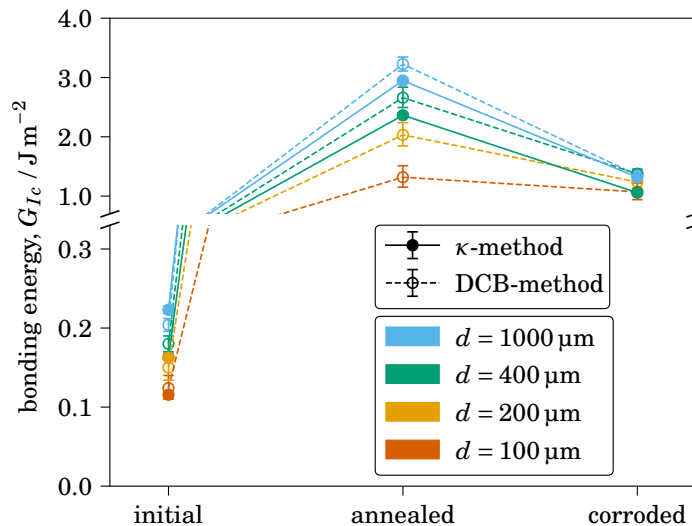 4.0
3.0
2.0
1.0
0.3
0.2
0.1
0.0
bonding energy, G_{Ic} / J m^{−2}
κ-method
DCB-method
d = 1000 μm
d = 400 μm
d = 200 μm
d = 100 μm
initial annealed corroded